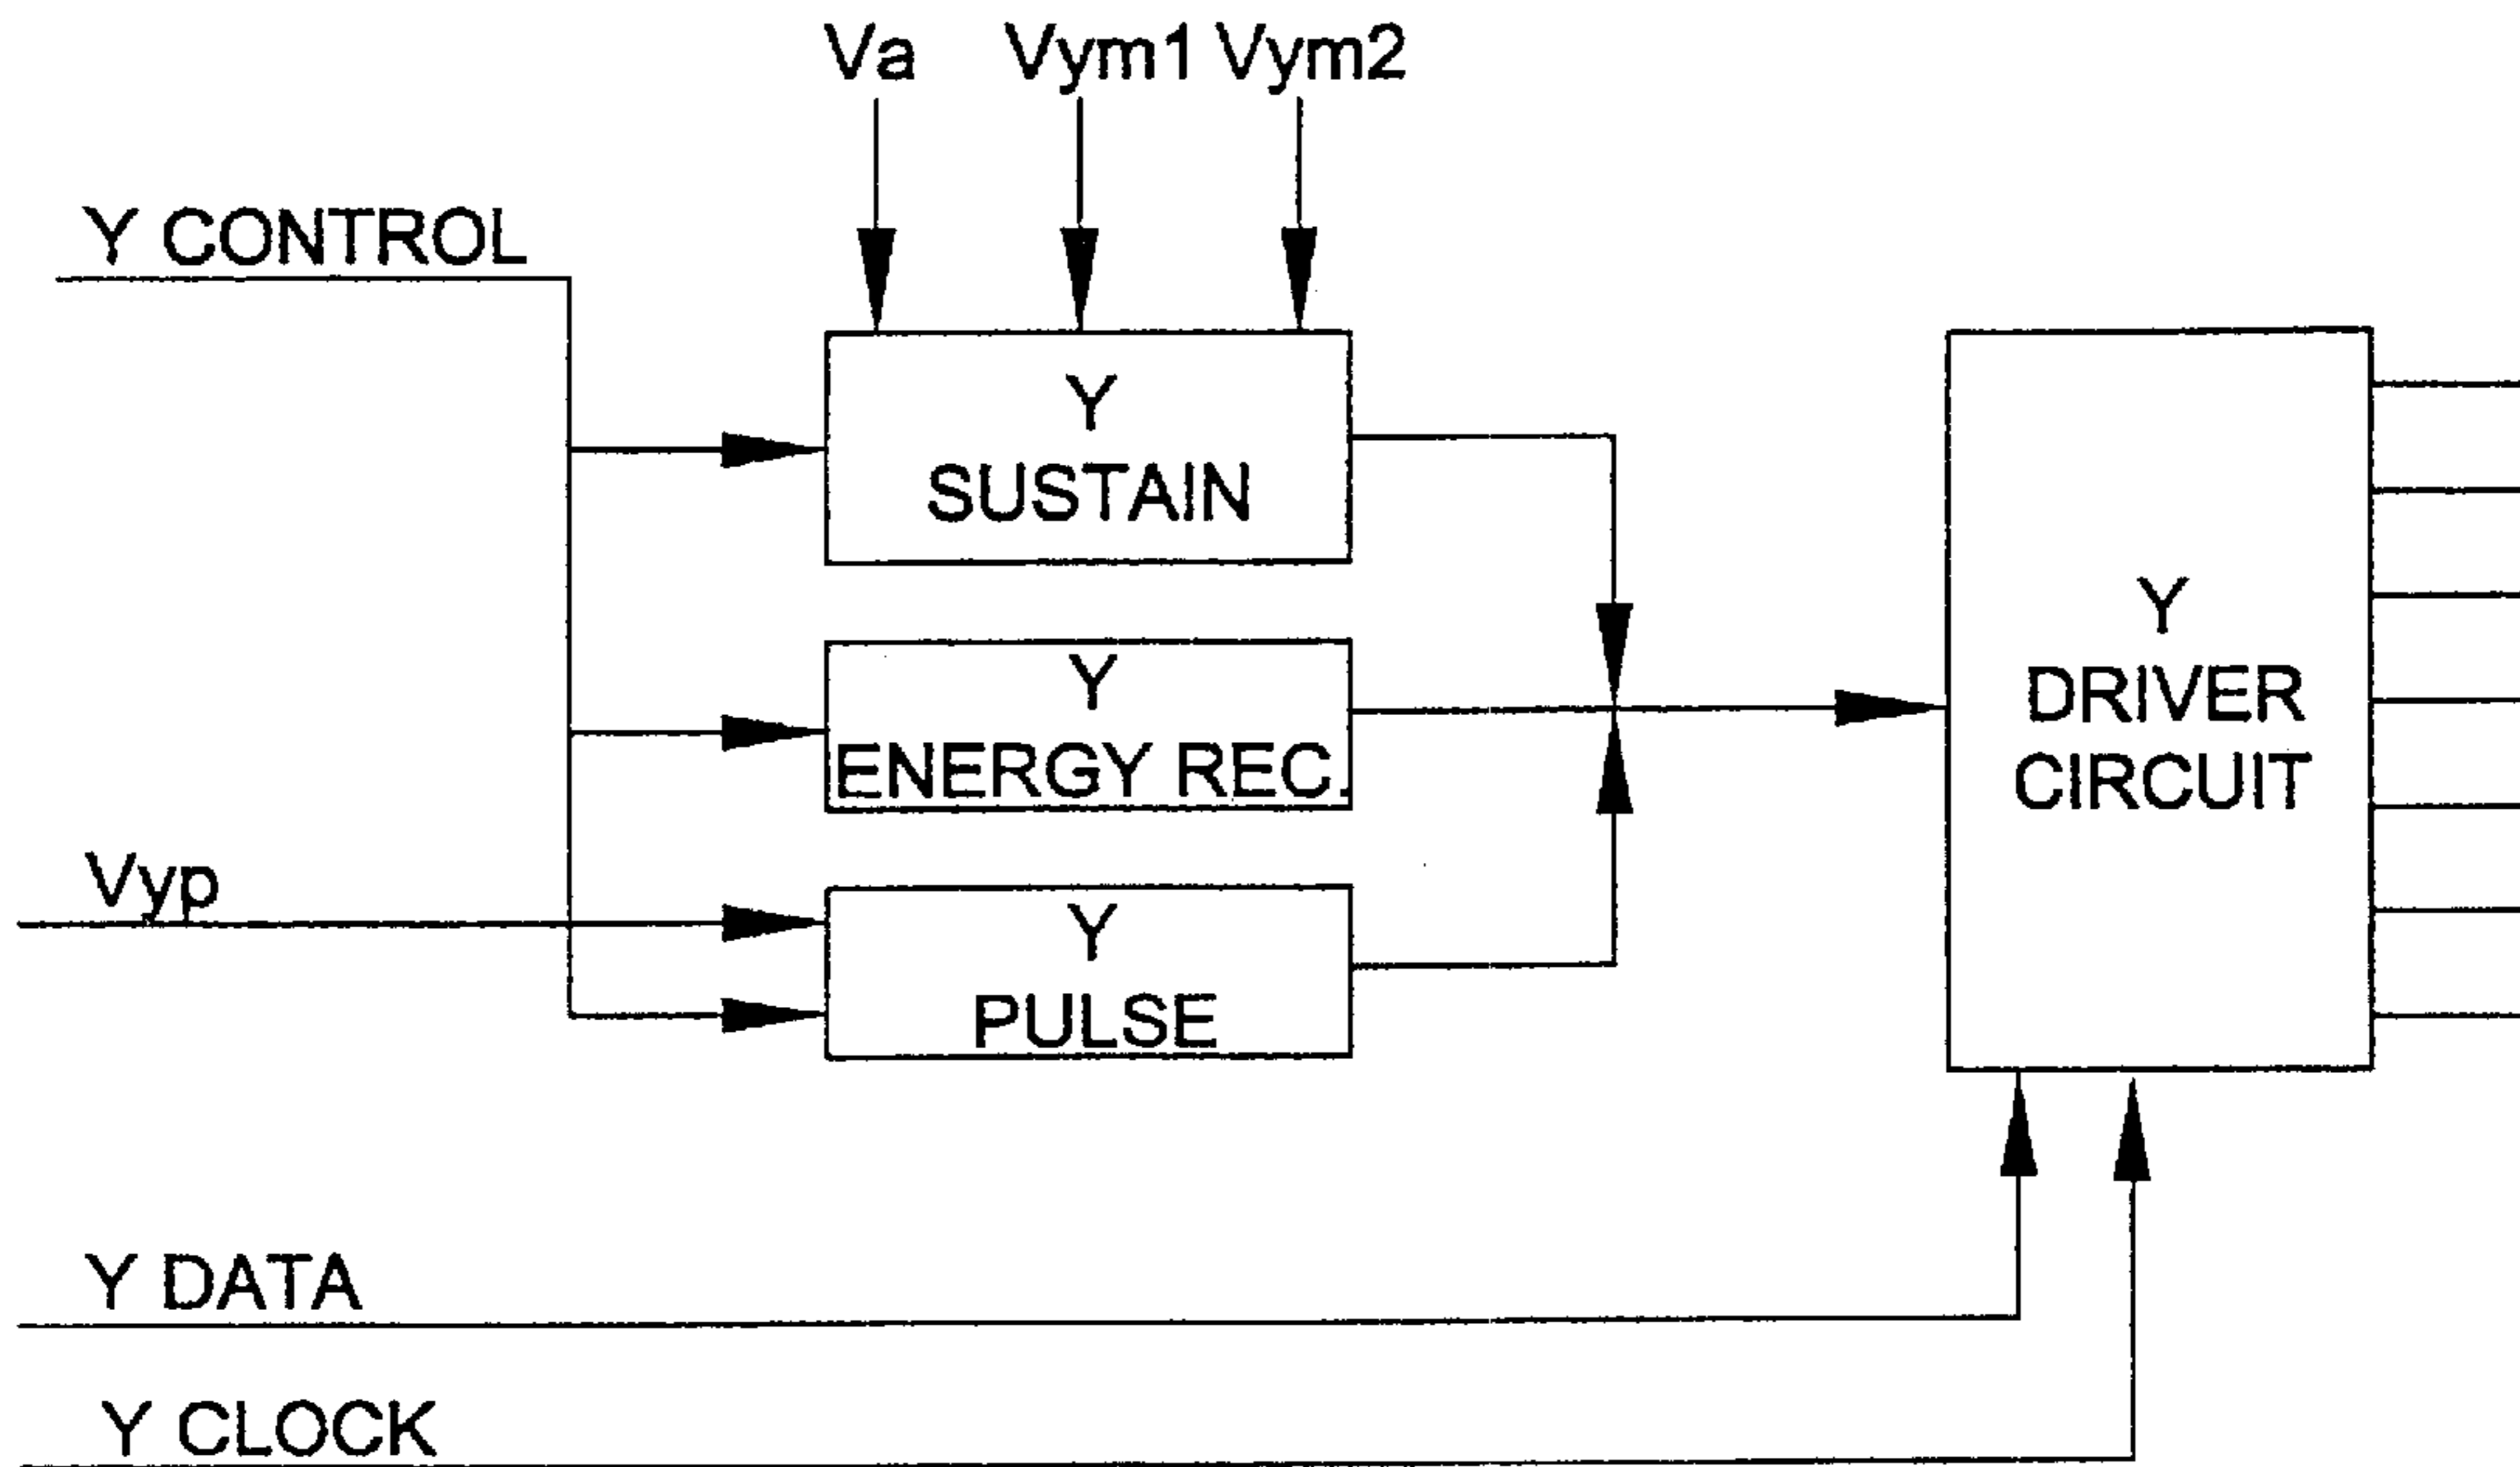 Va Vym1 Vym2
Y CONTROL
Y
SUSTAIN
Y
ENERGY REC.
Vyp
Y
PULSE
Y
DRIVER
CIRCUIT
Y DATA
Y CLOCK